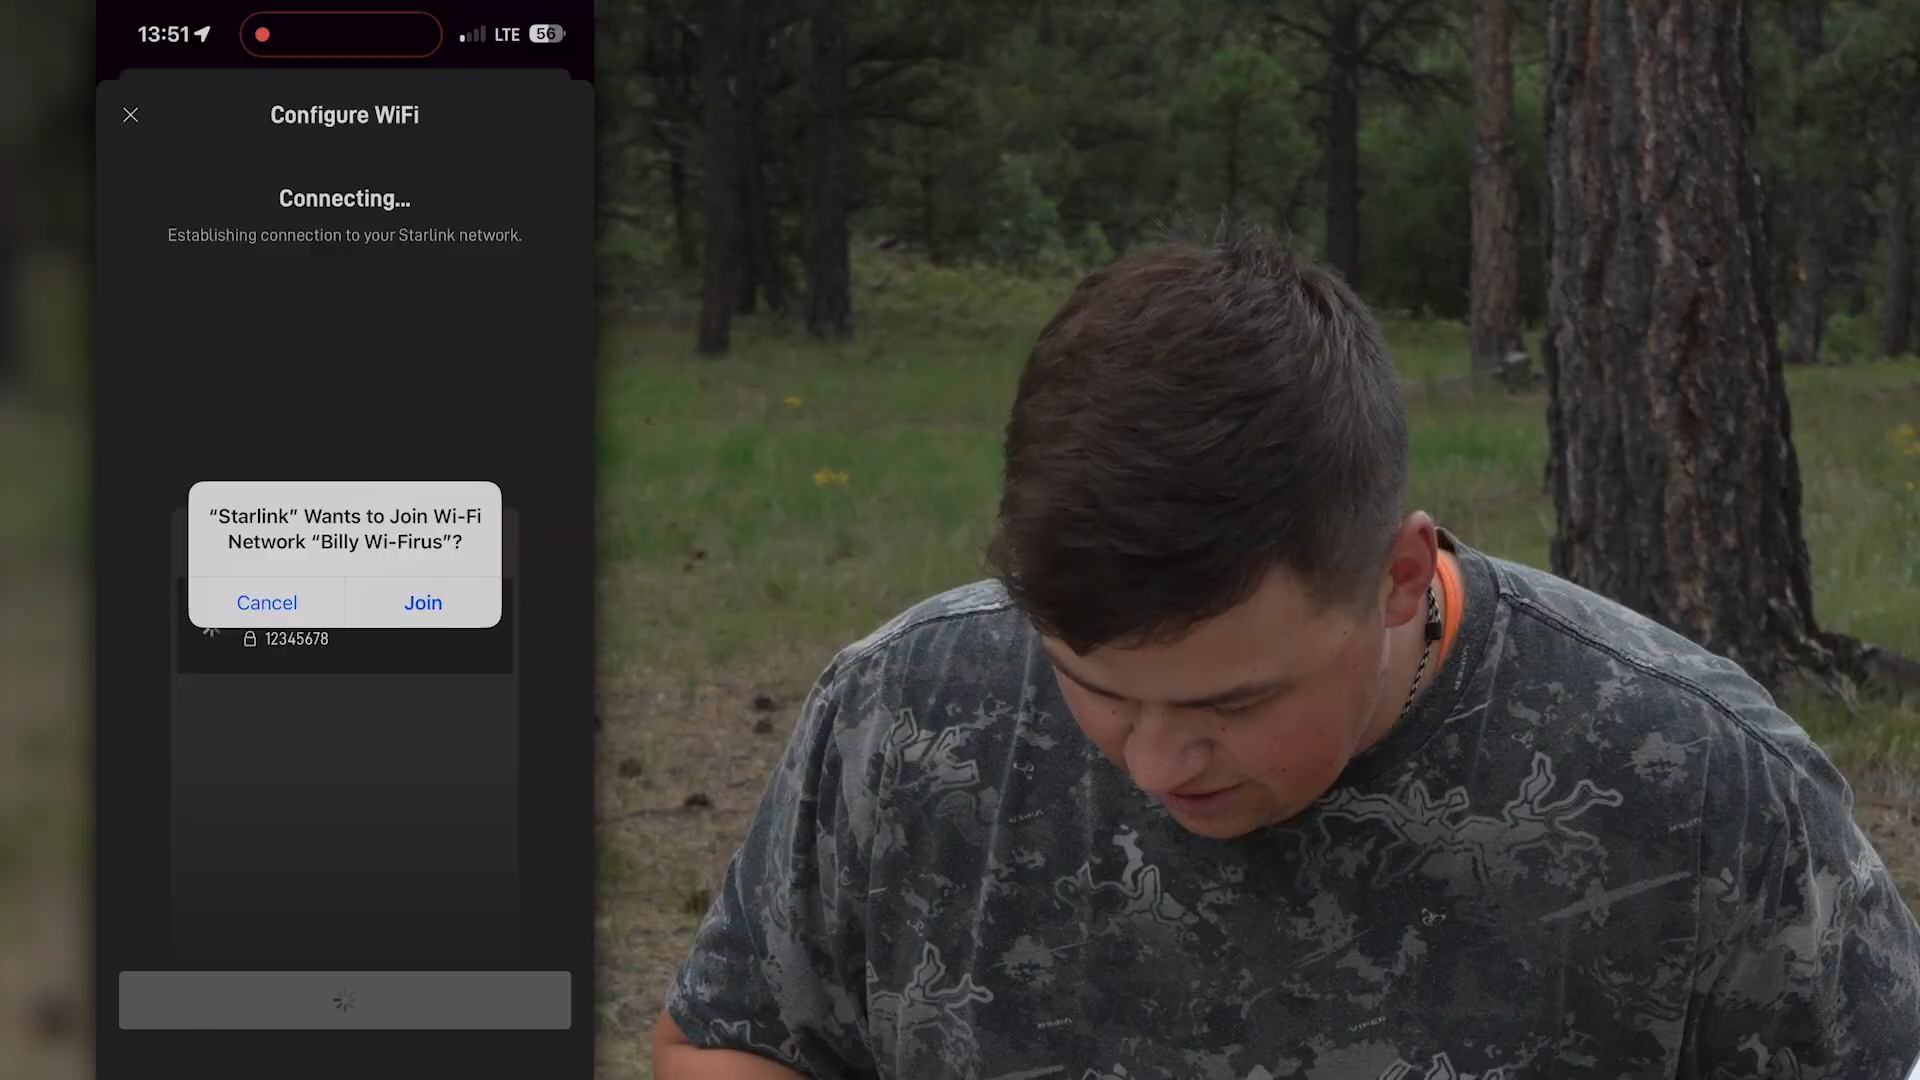 13:51
LTE 56
Configure WiFi
Connecting...
Establishing connection to your Starlink network.
“Starlink” Wants to Join Wi-Fi
Network “Billy Wi-Firus”?
Cancel
Join
12345678
VIPER